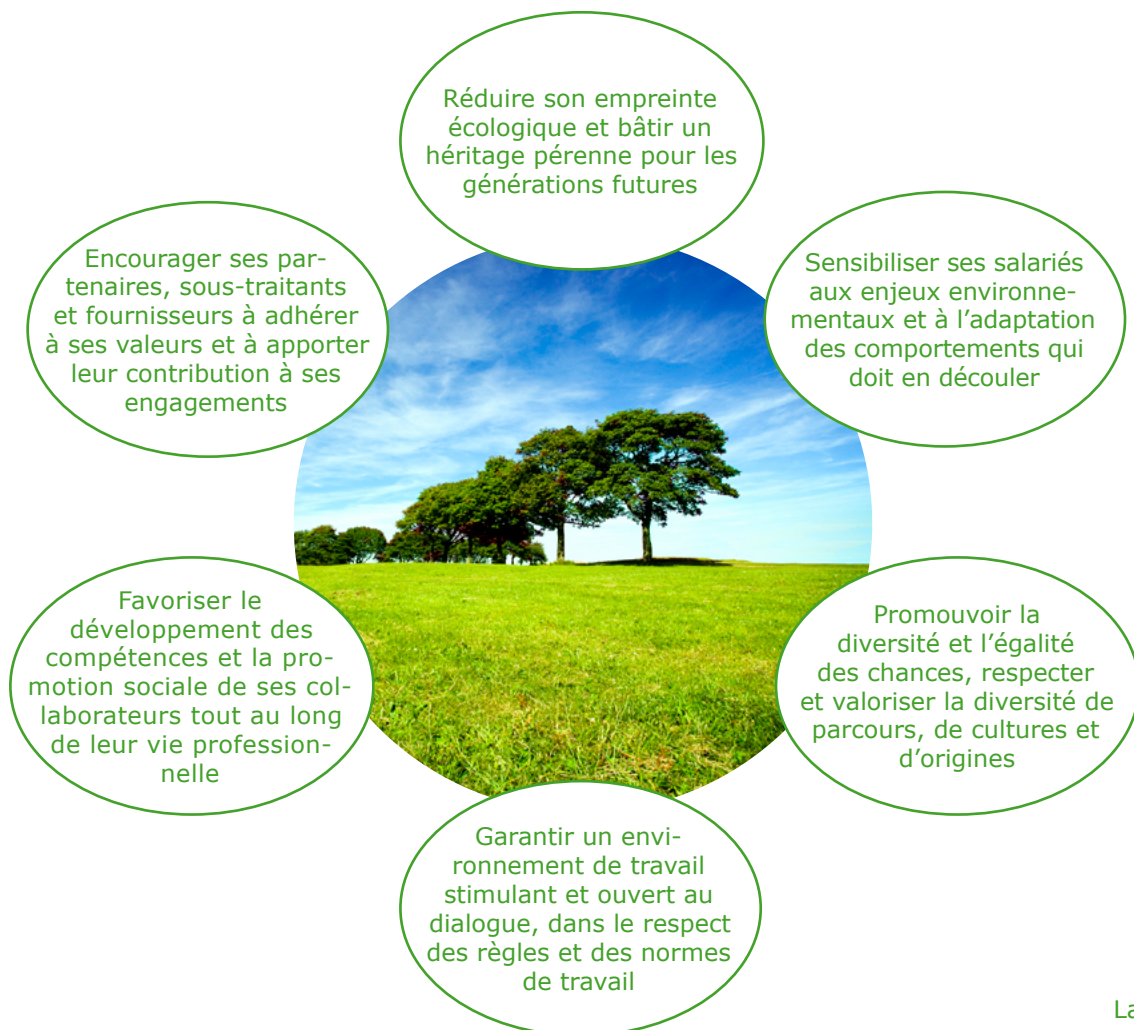 Réduire son empreinte
écologique et bâtir un
héritage pérenne pour les
générations futures
Encourager ses par-
tenaires, sous-traitants
et fournisseurs à adhérer
à ses valeurs et à apporter
leur contribution à ses
engagements
Sensibiliser ses salariés
aux enjeux environne-
mentaux et à l’adaptation
des comportements qui
doit en découler
Favoriser le
développement des
compétences et la pro-
motion sociale de ses col-
laborateurs tout au long
de leur vie profession-
nelle
Promouvoir la
diversité et l’égalité
des chances, respecter
et valoriser la diversité de
parcours, de cultures et
d’origines
Garantir un envi-
ronnement de travail
stimulant et ouvert au
dialogue, dans le respect
des règles et des normes
de travail
La